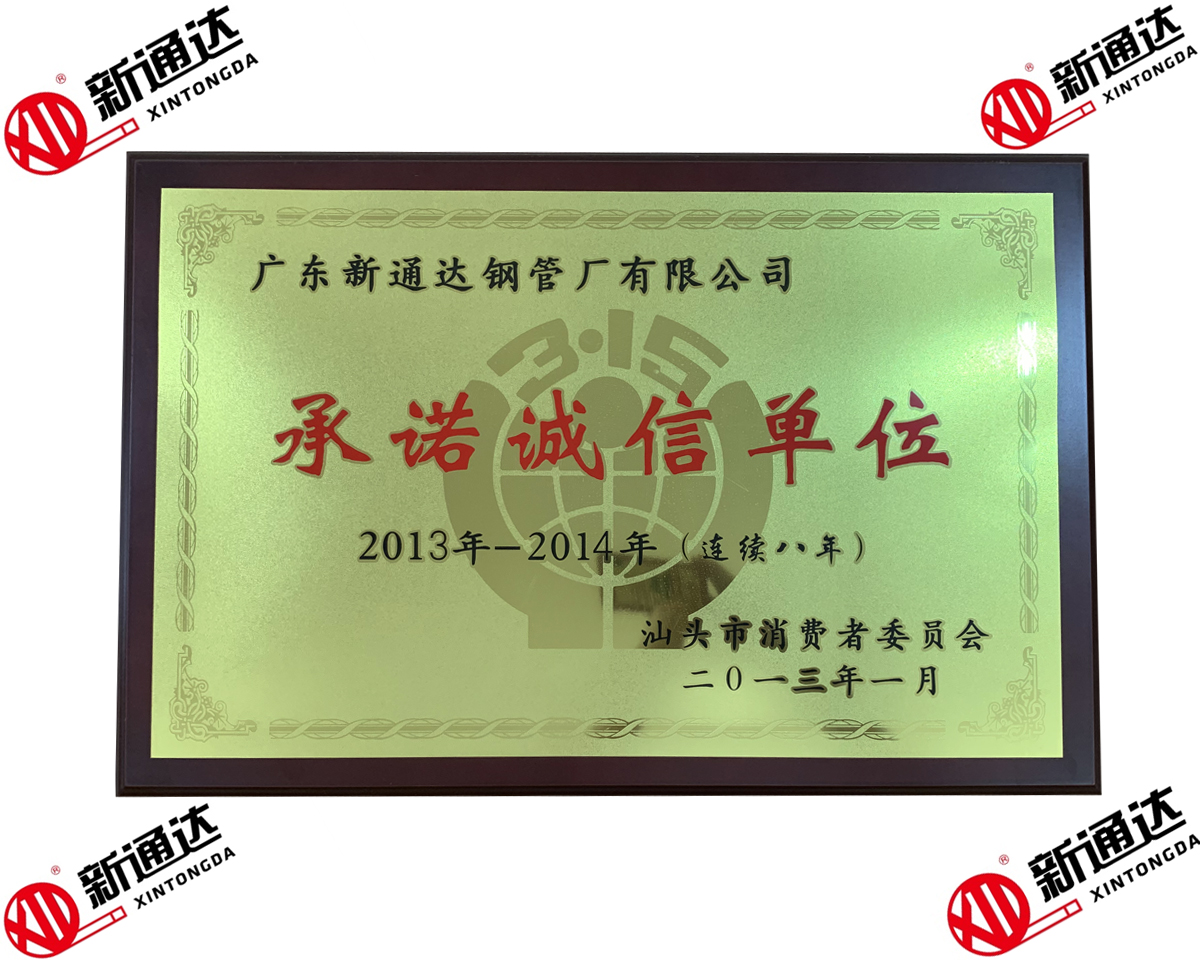 新通达
XINTONGDA
®
新通达
XINTONGDA
®
广东新通达钢管厂有限公司
3·15
承诺诚信单位
2013年-2014年（连续八年）
汕头市消费者委员会
二0一三年一月
新通达
XINTONGDA
®
新通达
XINTONGDA
®